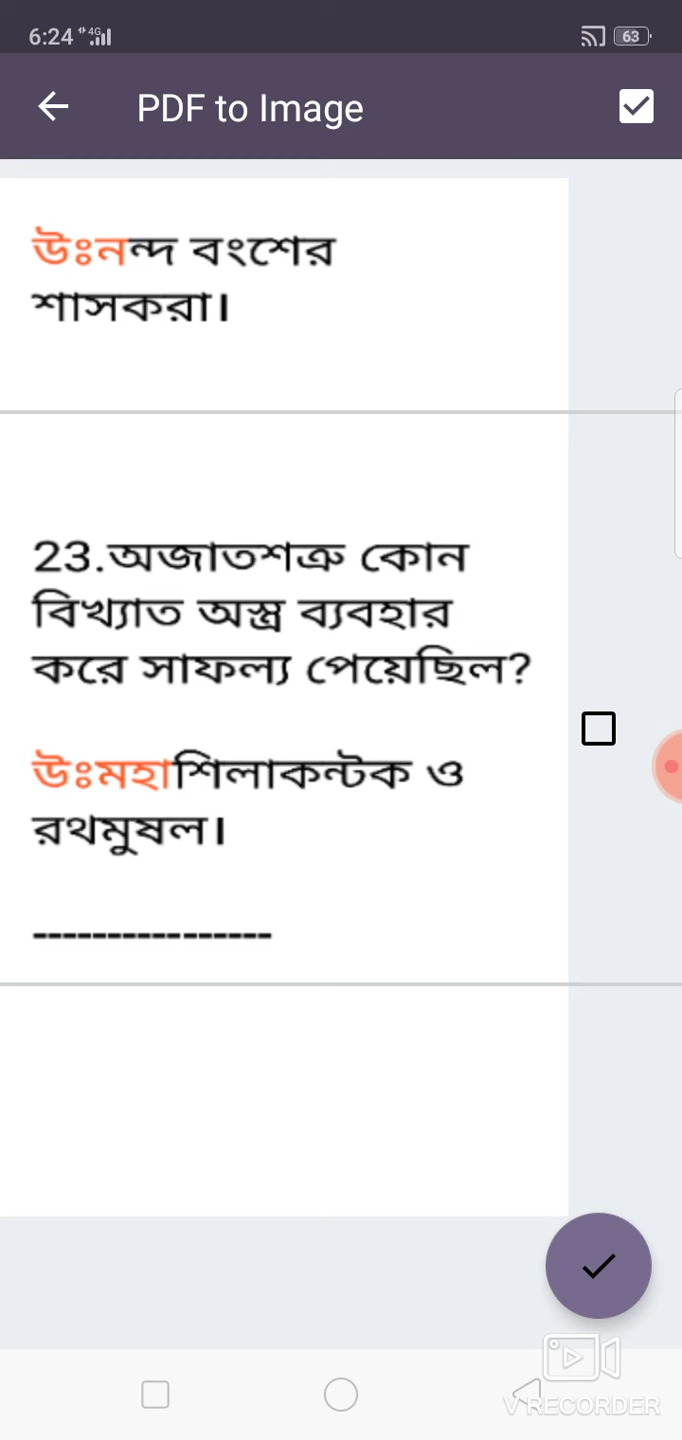 6:24 4G 63
PDF to Image
উঃনন্দ বংশের
শাসকরা।
23.অজাতশত্রু কোন
বিখ্যাত অস্ত্র ব্যবহার
করে সাফল্য পেয়েছিল?
উঃমহাশিলাকন্টক ও
রথমুষল।
----------------
V RECORDER